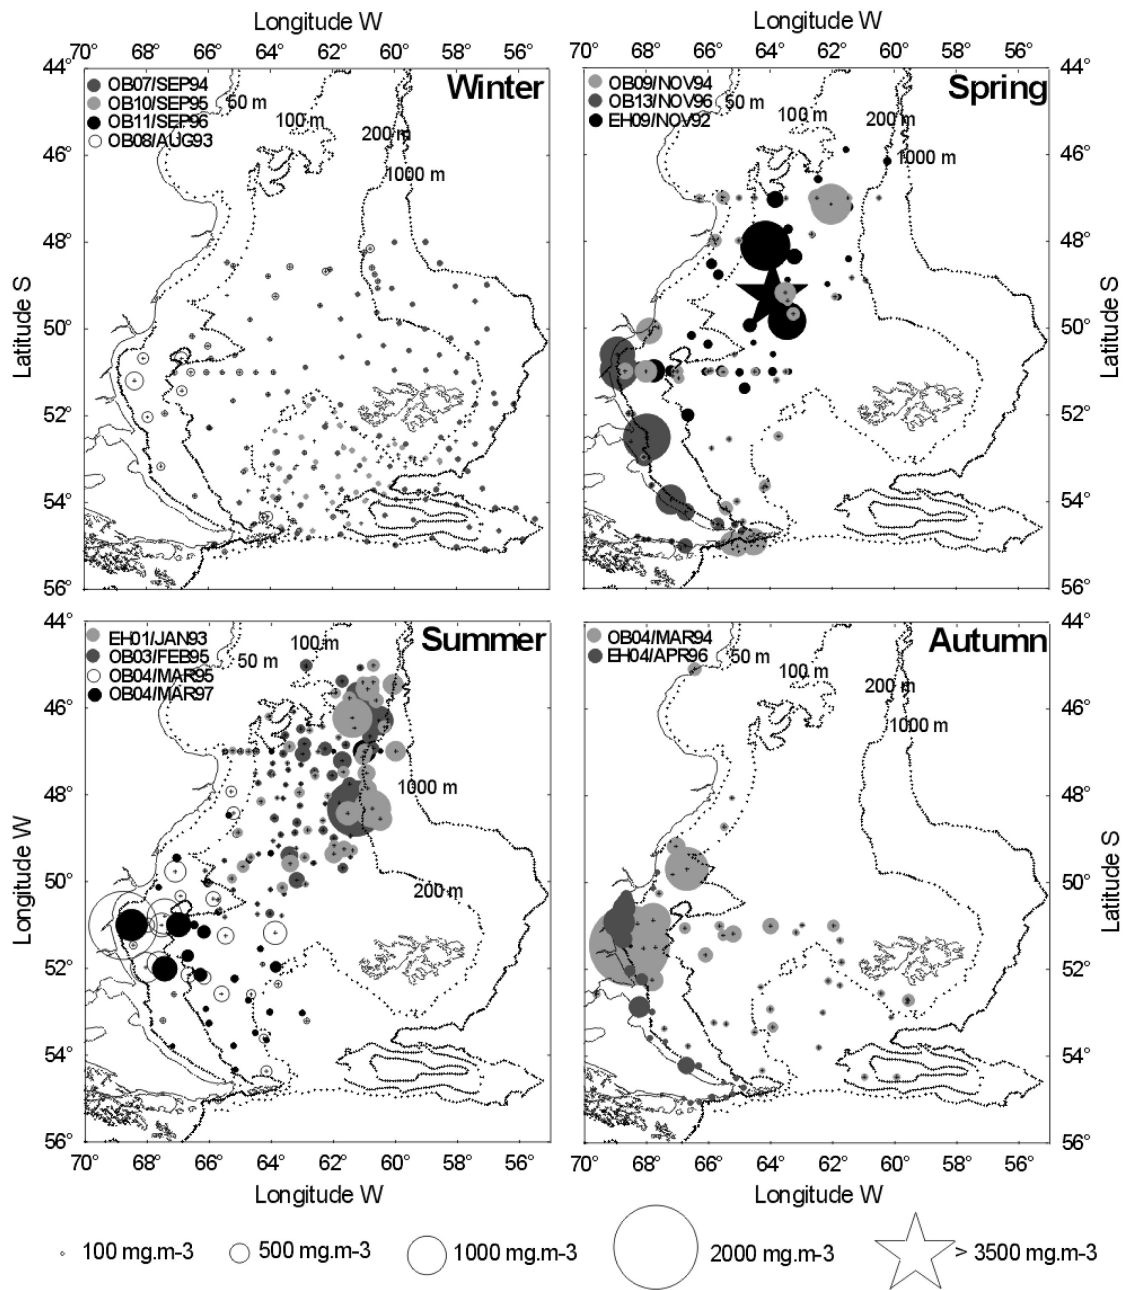 Longitude W
Longitude W
70° 68° 66° 64° 62° 60° 58° 56°
70° 68° 66° 64° 62° 60° 58° 56°
OB07/SEP94
OB10/SEP95
OB11/SEP96
OB08/AUG93
50 m
100 m
200 m
1000 m
Winter
46°
48°
50°
52°
54°
56°
Latitude S
OB09/NOV94
OB13/NOV96
EH09/NOV92
50 m
100 m
200 m
1000 m
Spring
44°
46°
48°
50°
52°
54°
56°
Latitude S
EH01/JAN93
OB03/FEB95
OB04/MAR95
OB04/MAR97
50 m
100 m
1000 m
200 m
Summer
46°
48°
50°
52°
54°
56°
Longitude W
OB04/MAR94
EH04/APR96
50 m
100 m
200 m
1000 m
Autumn
44°
46°
48°
50°
52°
54°
56°
Latitude S
70° 68° 66° 64° 62° 60° 58° 56°
70° 68° 66° 64° 62° 60° 58° 56°
Longitude W
Longitude W
100 mg.m-3
500 mg.m-3
1000 mg.m-3
2000 mg.m-3
> 3500 mg.m-3